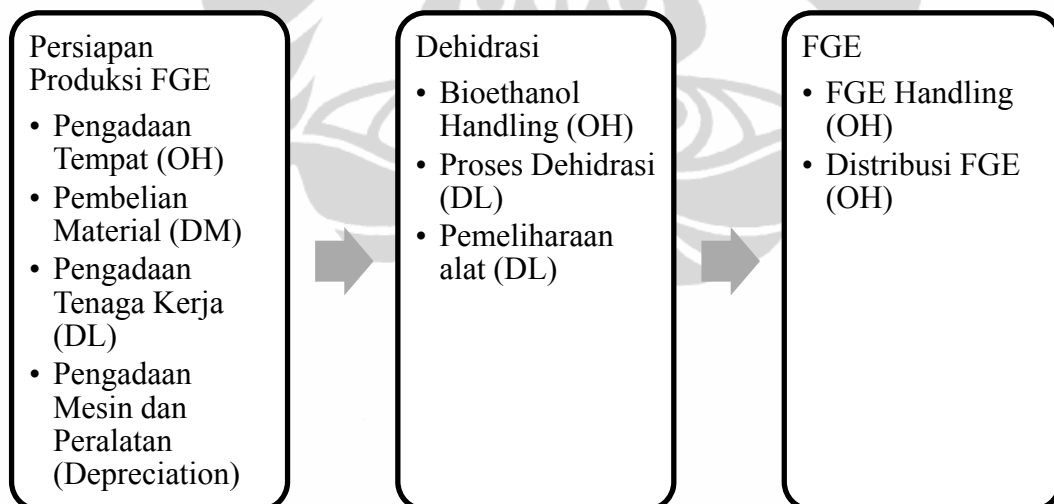 Persiapan
Produksi FGE
• Pengadaan
Tempat (OH)
• Pembelian
Material (DM)
• Pengadaan
Tenaga Kerja
(DL)
• Pengadaan
Mesin dan
Peralatan
(Depreciation)
Dehidrasi
• Bioethanol
Handling (OH)
• Proses Dehidrasi
(DL)
• Pemeliharaan
alat (DL)
FGE
• FGE Handling
(OH)
• Distribusi FGE
(OH)